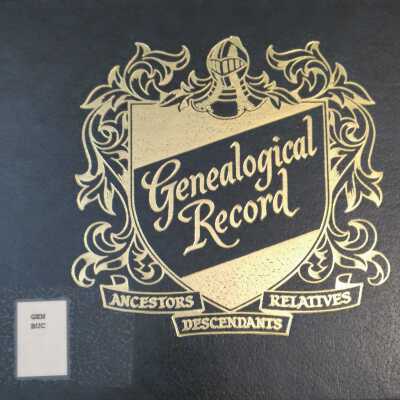 Genealogical
Record
ANCESTORS
RELATIVES
DESCENDANTS
GEN
BUC